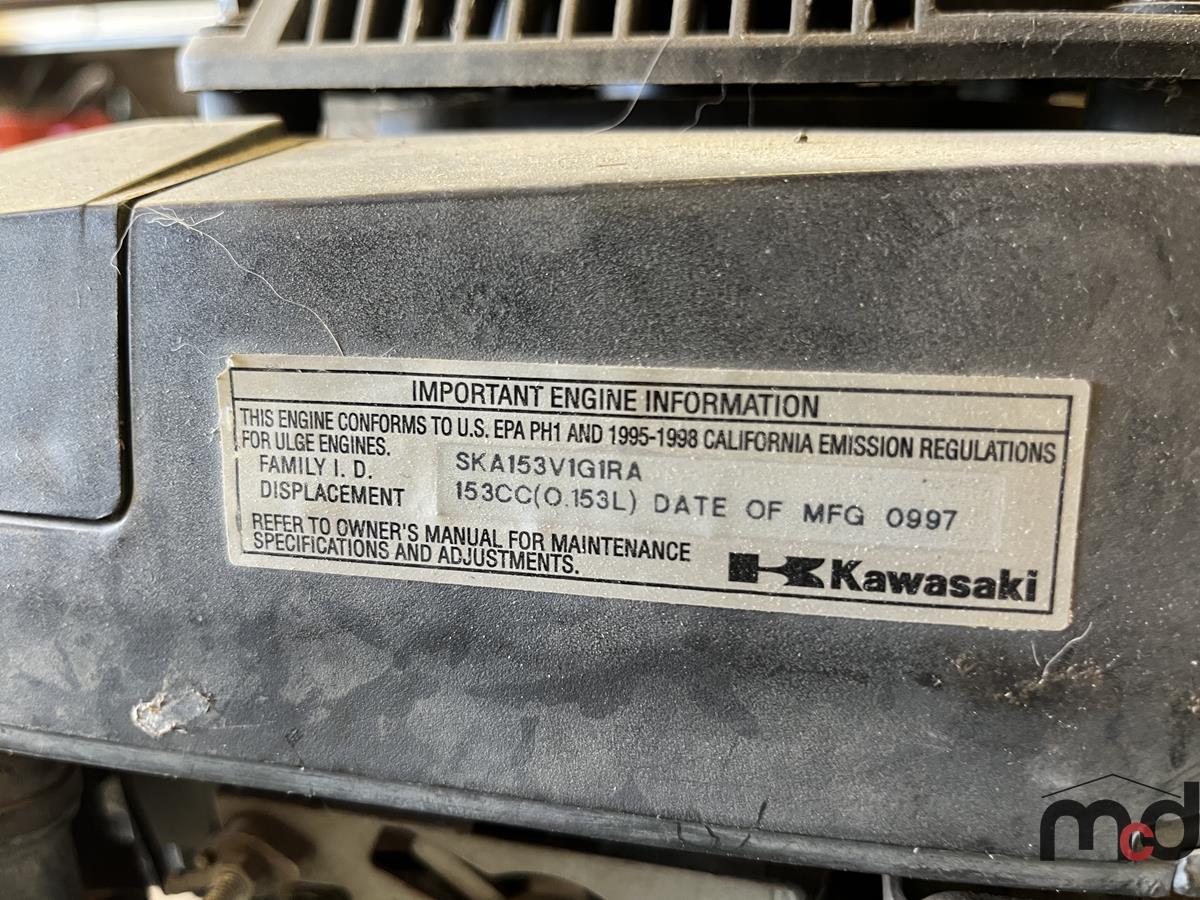 IMPORTANT ENGINE INFORMATION
THIS ENGINE CONFORMS TO U.S. EPA PH1 AND 1995-1998 CALIFORNIA EMISSION REGULATIONS
FOR ULGE ENGINES.
FAMILY I. D. SKA153V1G1RA
DISPLACEMENT 153CC(0.153L) DATE OF MFG 0997
REFER TO OWNER'S MANUAL FOR MAINTENANCE
SPECIFICATIONS AND ADJUSTMENTS.
Kawasaki
mcd